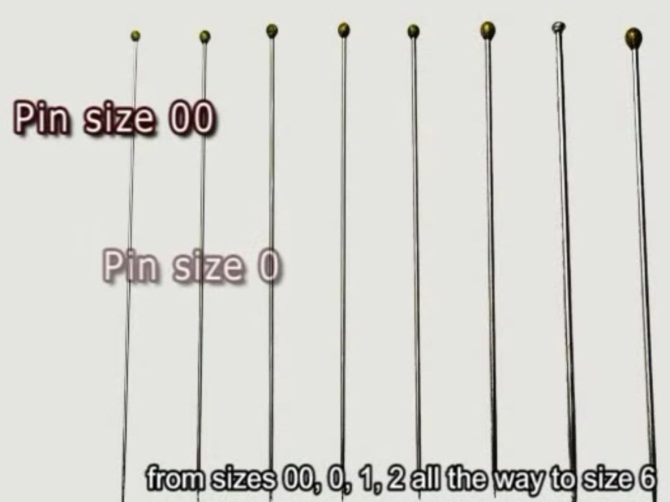 Pin size 00
Pin size 0
from sizes 00, 0, 1, 2 all the way to size 6